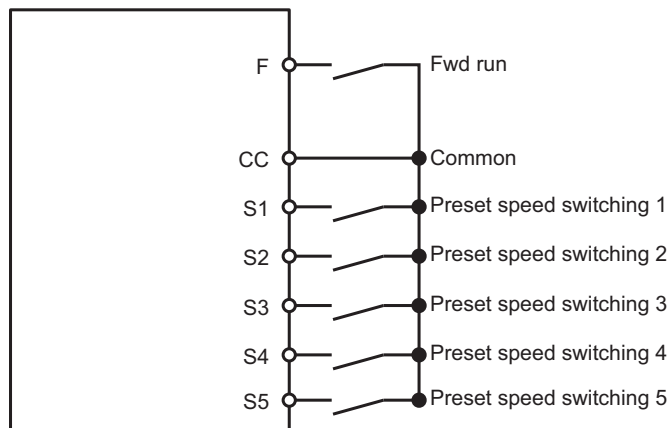 F Fwd run
CC Common
S1 Preset speed switching 1
S2 Preset speed switching 2
S3 Preset speed switching 3
S4 Preset speed switching 4
S5 Preset speed switching 5